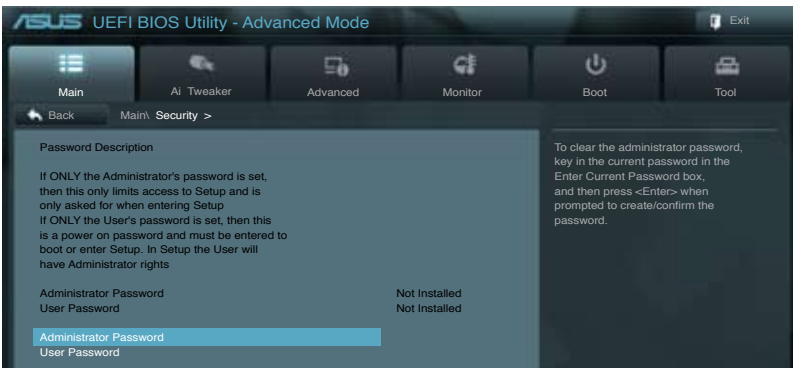 ASUS UEFI BIOS Utility - Advanced Mode
Exit
Main
Ai Tweaker
Advanced
Monitor
Boot
Tool
Back
Main\ Security >
Password Description
If ONLY the Administrator's password is set,
then this only limits access to Setup and is
only asked for when entering Setup
If ONLY the User's password is set, then this
is a power on password and must be entered to
boot or enter Setup. In Setup the User will
have Administrator rights
Administrator Password Not Installed
User Password Not Installed
Administrator Password
User Password
To clear the administrator password,
key in the current password in the
Enter Current Password box,
and then press <Enter> when
prompted to create/confirm the
password.